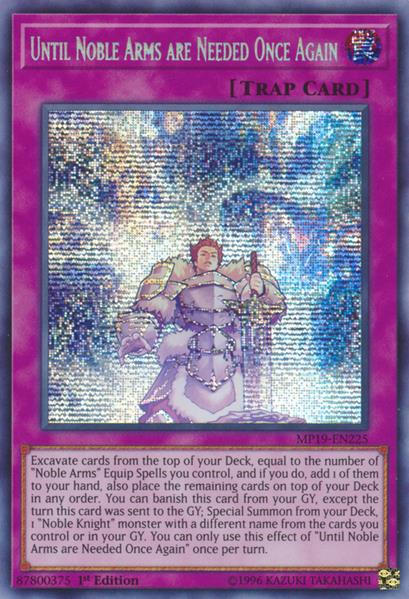 UNTIL NOBLE ARMS ARE NEEDED ONCE AGAIN
[TRAP CARD]
MP19-EN225
Excavate cards from the top of your Deck, equal to the number of
"Noble Arms" Equip Spells you control, and if you do, add 1 of them
to your hand, also place the remaining cards on top of your Deck
in any order. You can banish this card from your GY, except the
turn this card was sent to the GY; Special Summon from your Deck,
1 "Noble Knight" monster with a different name from the cards you
control or in your GY. You can only use this effect of "Until Noble
Arms are Needed Once Again" once per turn.
87800375 1st Edition ©1996 KAZUKI TAKAHASHI